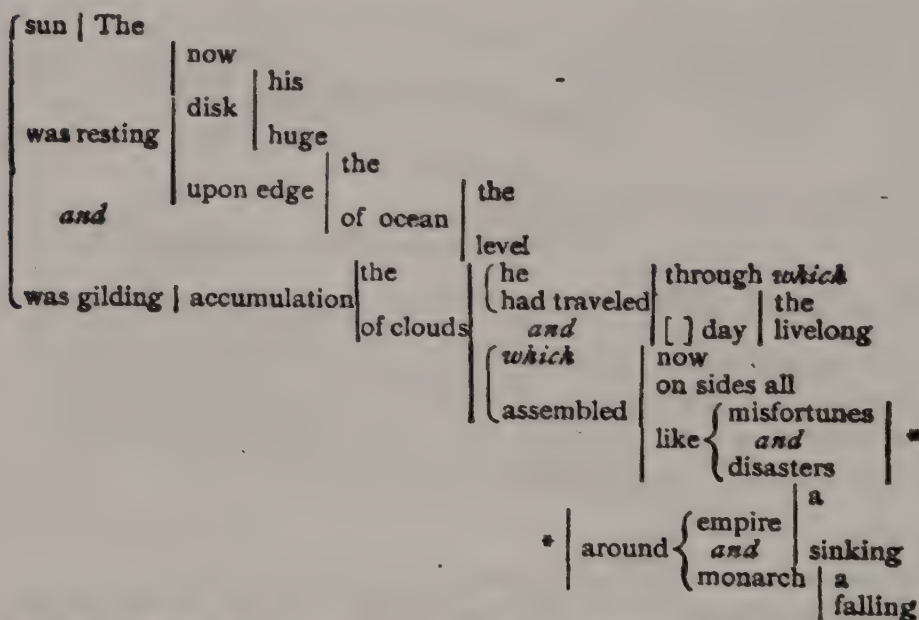 sun | The
now
his
disk
was resting
huge
the
upon edge
and
of ocean
the
level
was gilding | accumulation
the
of clouds
he
had traveled
through which
[ ] day
the
livelong
and
which
now
assembled
on sides all
like
misfortunes
and
disasters
*
* around
empire
and
monarch
a
sinking
a
falling